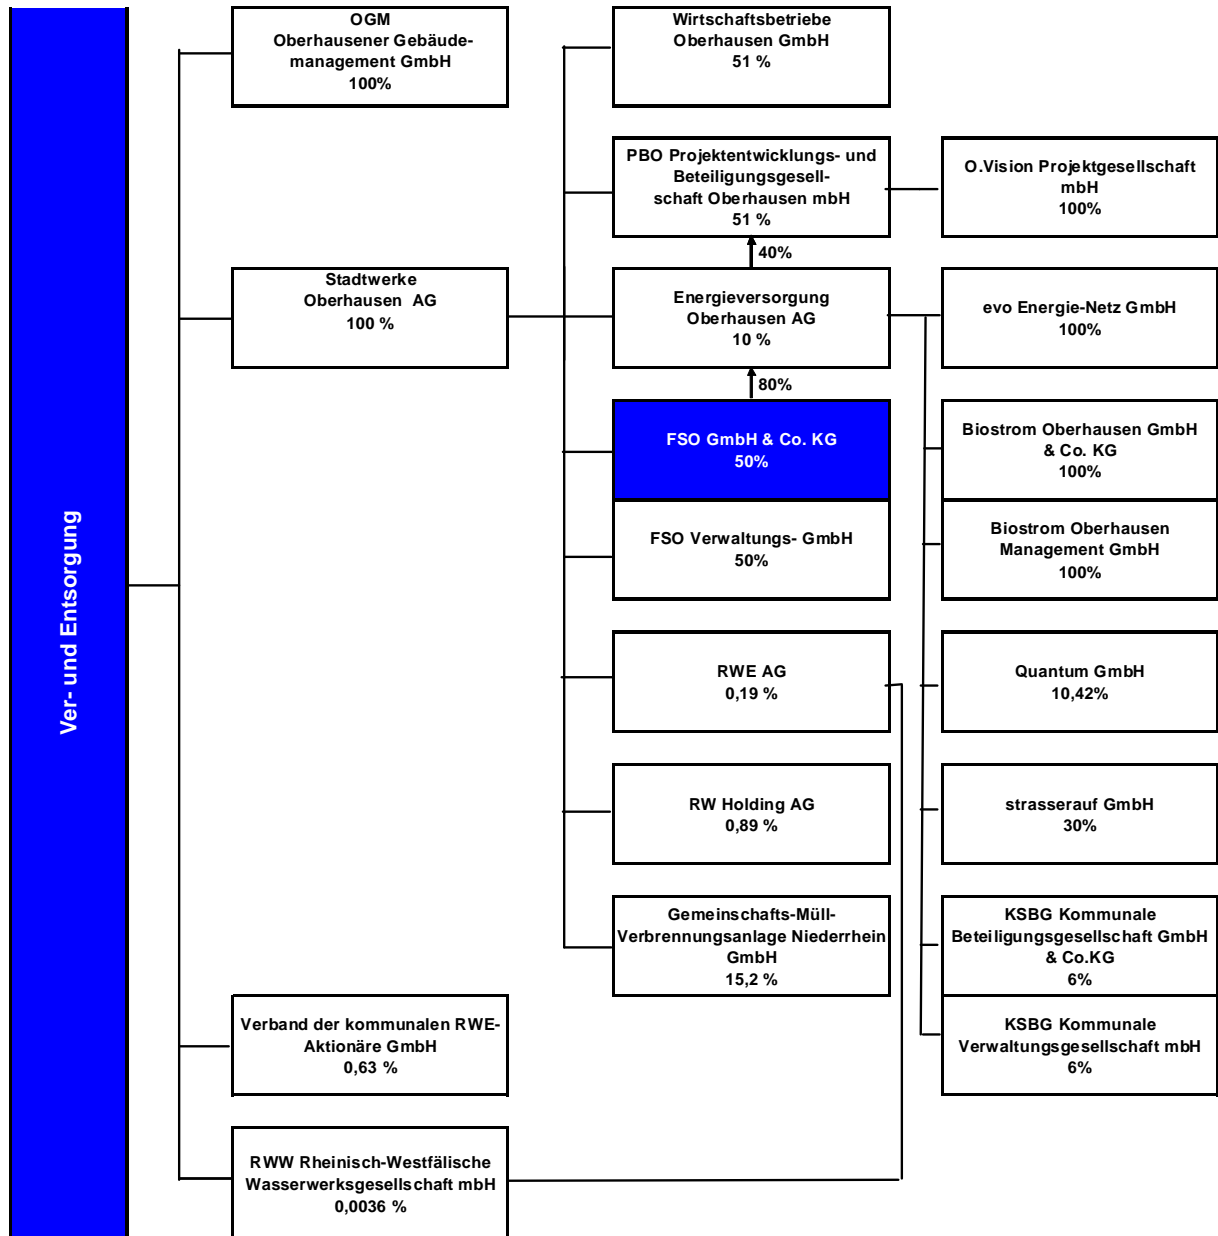 Ver- und Entsorgung
OGM
Oberhausener Gebäude-
management GmbH
100%
Stadtwerke
Oberhausen AG
100 %
Verband der kommunalen RWE-
Aktionäre GmbH
0,63 %
RWW Rheinisch-Westfälische
Wasserwerksgesellschaft mbH
0,0036 %
Wirtschaftsbetriebe
Oberhausen GmbH
51 %
PBO Projektentwicklungs- und
Beteiligungsgesell-
schaft Oberhausen mbH
51 %
40%
Energieversorgung
Oberhausen AG
10 %
80%
FSO GmbH & Co. KG
50%
FSO Verwaltungs- GmbH
50%
RWE AG
0,19 %
RW Holding AG
0,89 %
Gemeinschafts-Müll-
Verbrennungsanlage Niederrhein
GmbH
15,2 %
O.Vision Projektgesellschaft
mbH
100%
evo Energie-Netz GmbH
100%
Biostrom Oberhausen GmbH
& Co. KG
100%
Biostrom Oberhausen
Management GmbH
100%
Quantum GmbH
10,42%
strasserauf GmbH
30%
KSBG Kommunale
Beteiligungsgesellschaft GmbH
& Co.KG
6%
KSBG Kommunale
Verwaltungsgesellschaft mbH
6%